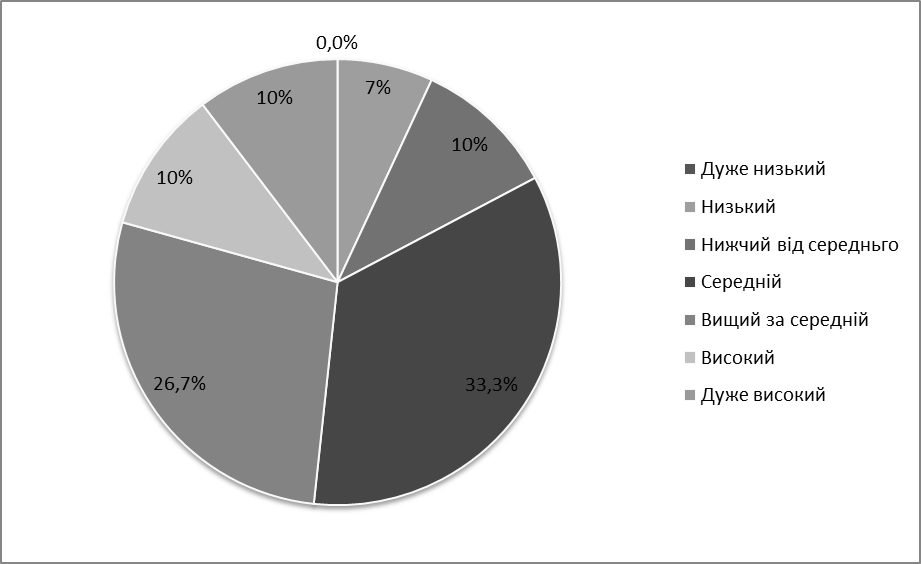 0,0%
7%
10%
10%
10%
26,7%
33,3%
Дуже низький
Низький
Нижчий від середньго
Середній
Вищий за середній
Високий
Дуже високий